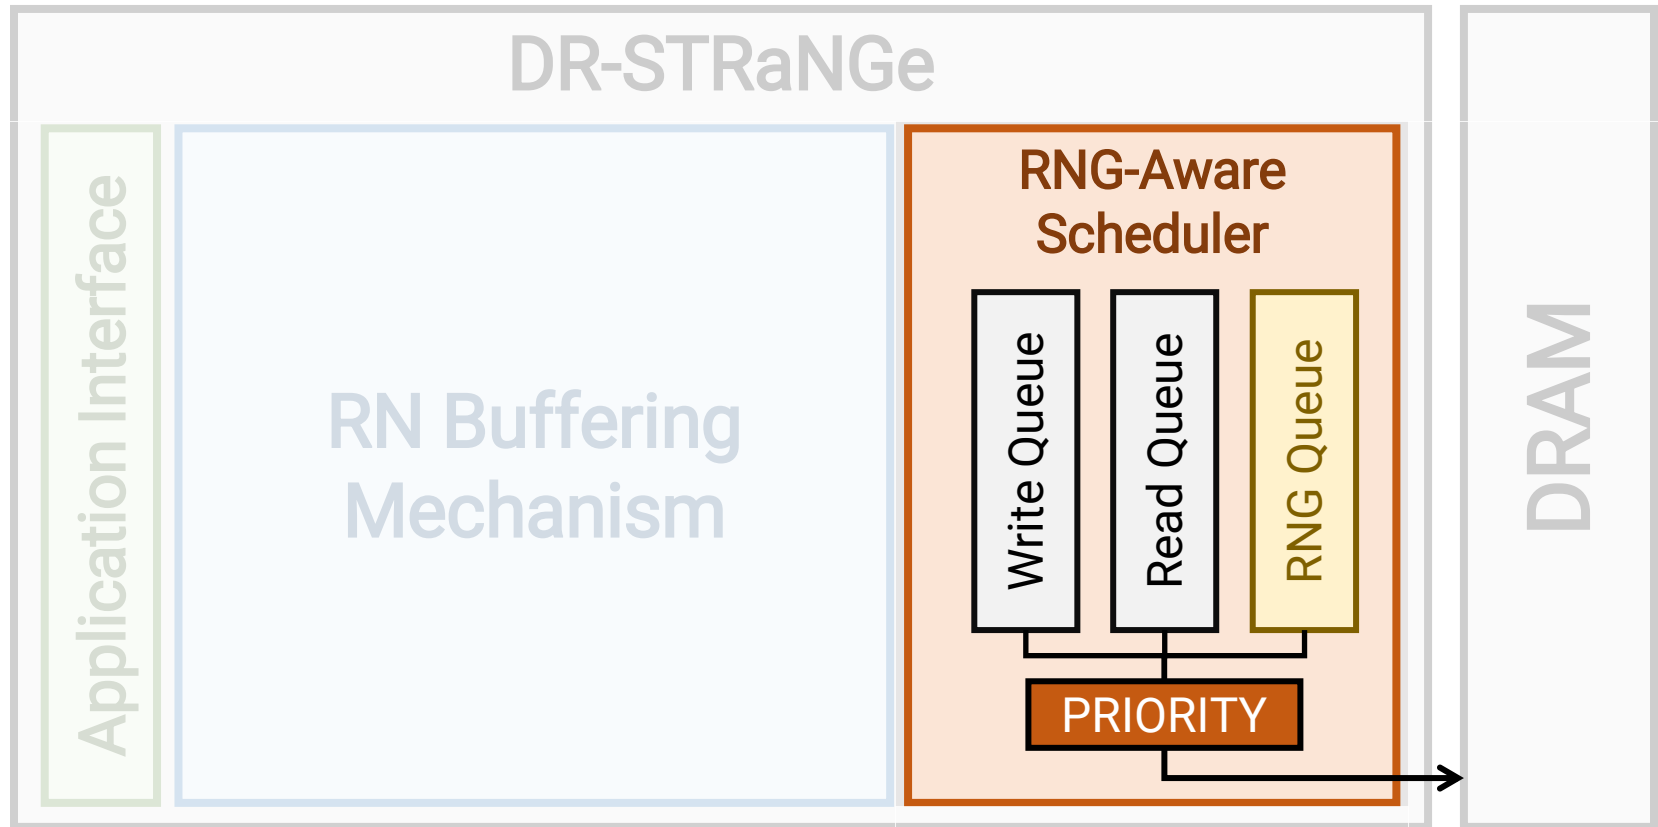 DR-STRaNGe
Application Interface
RN Buffering
Mechanism
RNG-Aware
Scheduler
Write Queue
Read Queue
RNG Queue
PRIORITY
DRAM